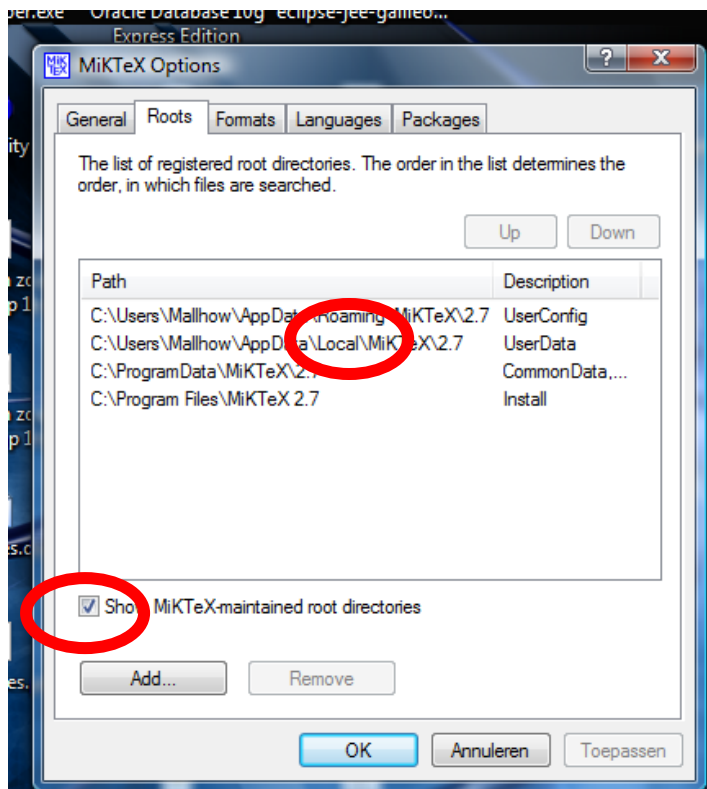 Oracle Database 10g eclipse-jee-galileo...
Express Edition
MiKTeX Options
General Roots Formats Languages Packages
The list of registered root directories. The order in the list determines the
order, in which files are searched.
Up Down
Path Description
C:\Users\Mallhow\AppData\Roaming\MiKTeX\2.7 UserConfig
C:\Users\Mallhow\AppData\Local\MiKTeX\2.7 UserData
C:\ProgramData\MiKTeX\2.7 CommonData,...
C:\Program Files\MiKTeX 2.7 Install
Show MiKTeX-maintained root directories
Add... Remove
OK Annuleren Toepassen